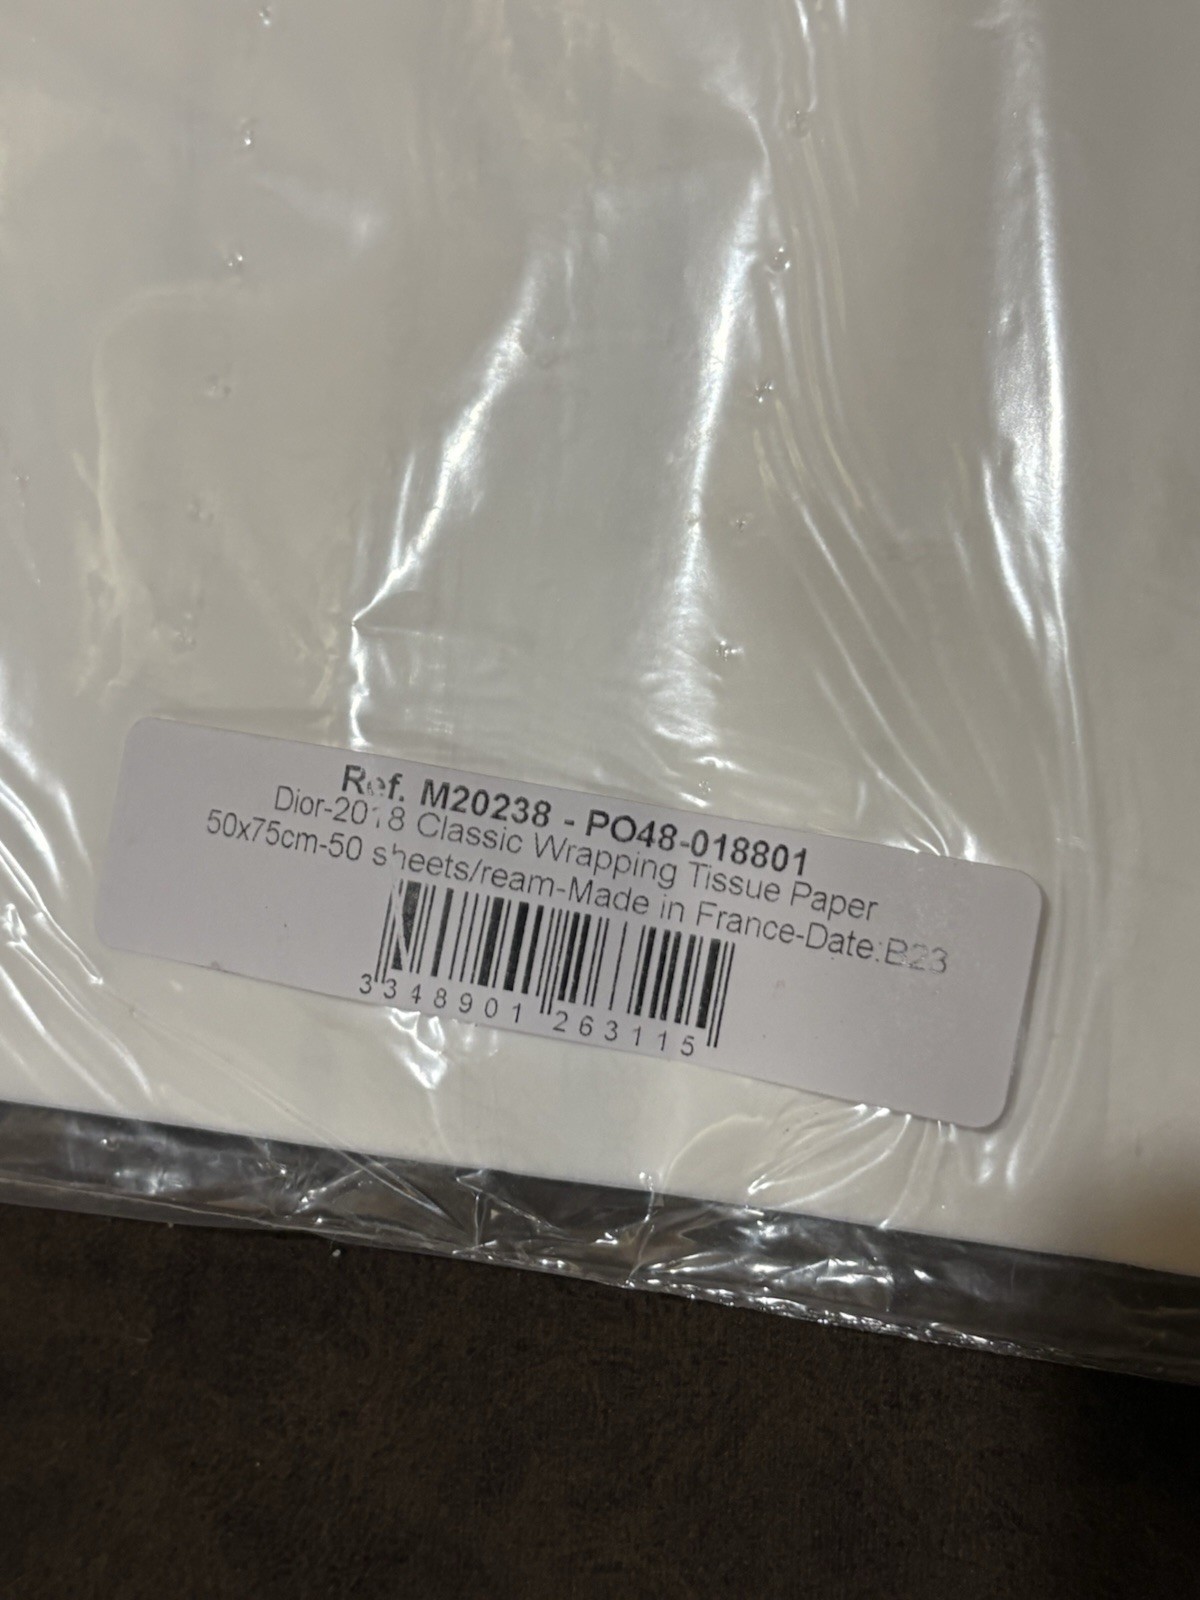 Ref. M20238 - PO48-018801
Dior-2018 Classic Wrapping Tissue Paper
50x75cm-50 sheets/ream-Made in France-Date:B23
3 348901 263115